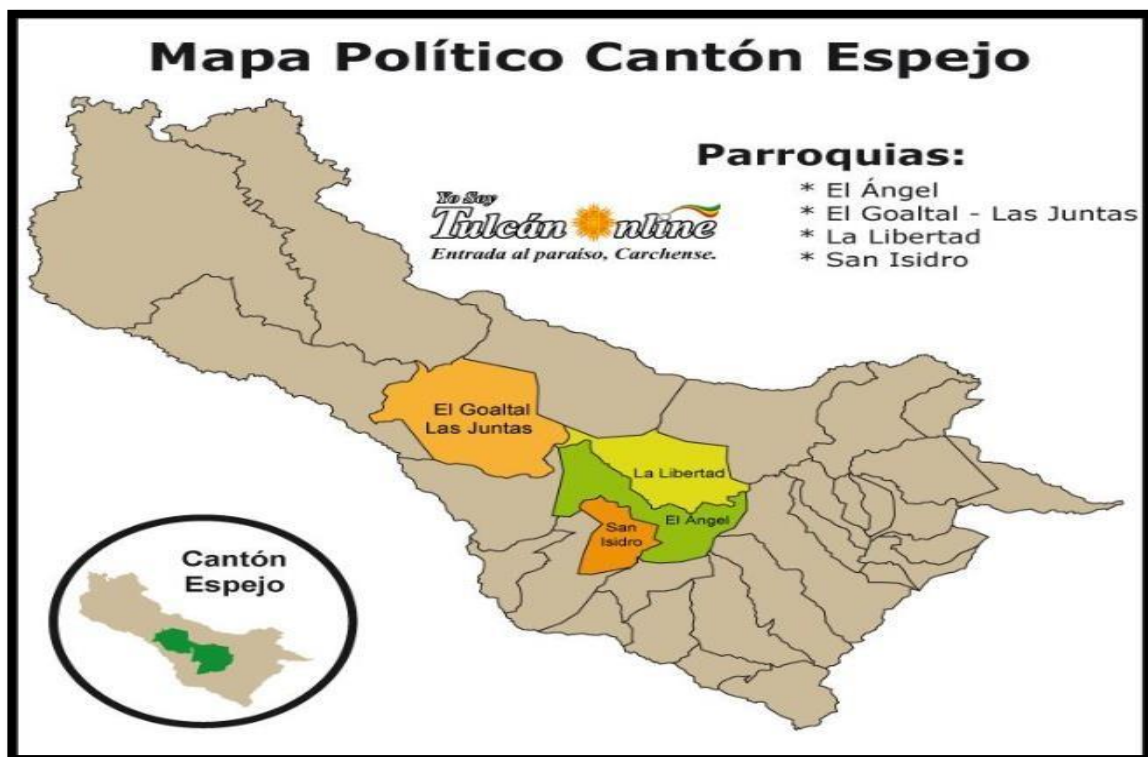 Mapa Político Cantón Espejo
Parroquias:
* El Ángel
* El Goaltal - Las Juntas
* La Libertad
* San Isidro
Yo Soy
Tulcán Online
Entrada al paraíso, Carchense.
El Goaltal
Las Juntas
La Libertad
El Ángel
San
Isidro
Cantón
Espejo